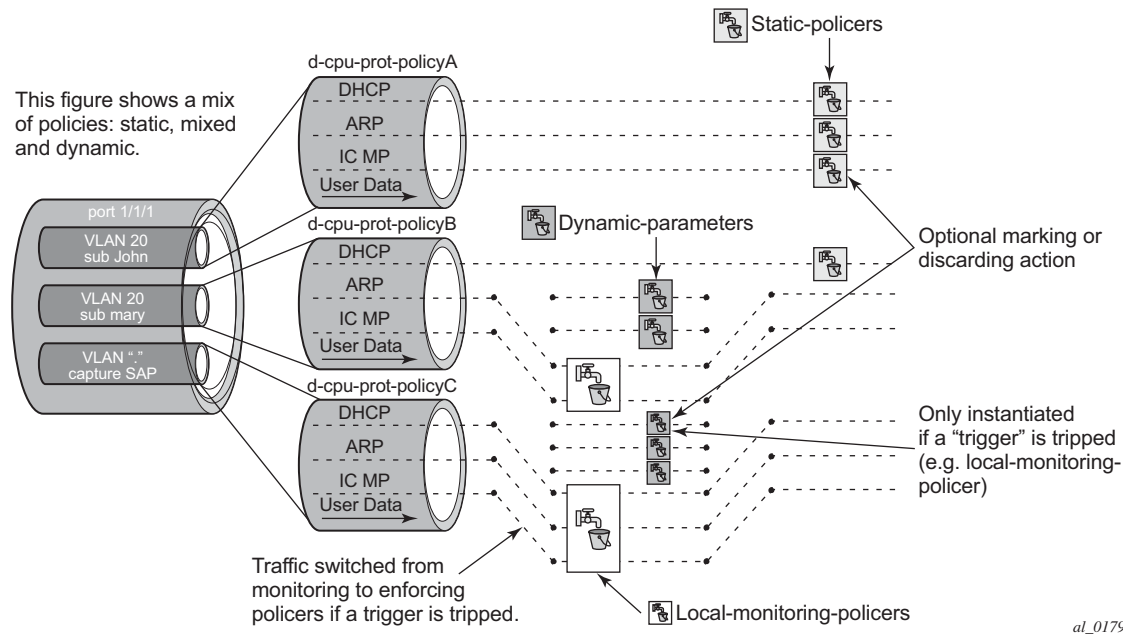 Static-policers
d-cpu-prot-policyA
DHCP
ARP
IC MP
User Data
This figure shows a mix
of policies: static, mixed
and dynamic.
port 1/1/1
VLAN 20
sub John
VLAN 20
sub mary
VLAN “.”
capture SAP
d-cpu-prot-policyB
DHCP
ARP
IC MP
User Data
Dynamic-parameters
Optional marking or
discarding action
d-cpu-prot-policyC
DHCP
ARP
IC MP
User Data
Only instantiated
if a “trigger” is tripped
(e.g. local-monitoring-
policer)
Traffic switched from
monitoring to enforcing
policers if a trigger is tripped.
Local-monitoring-policers
al_0179